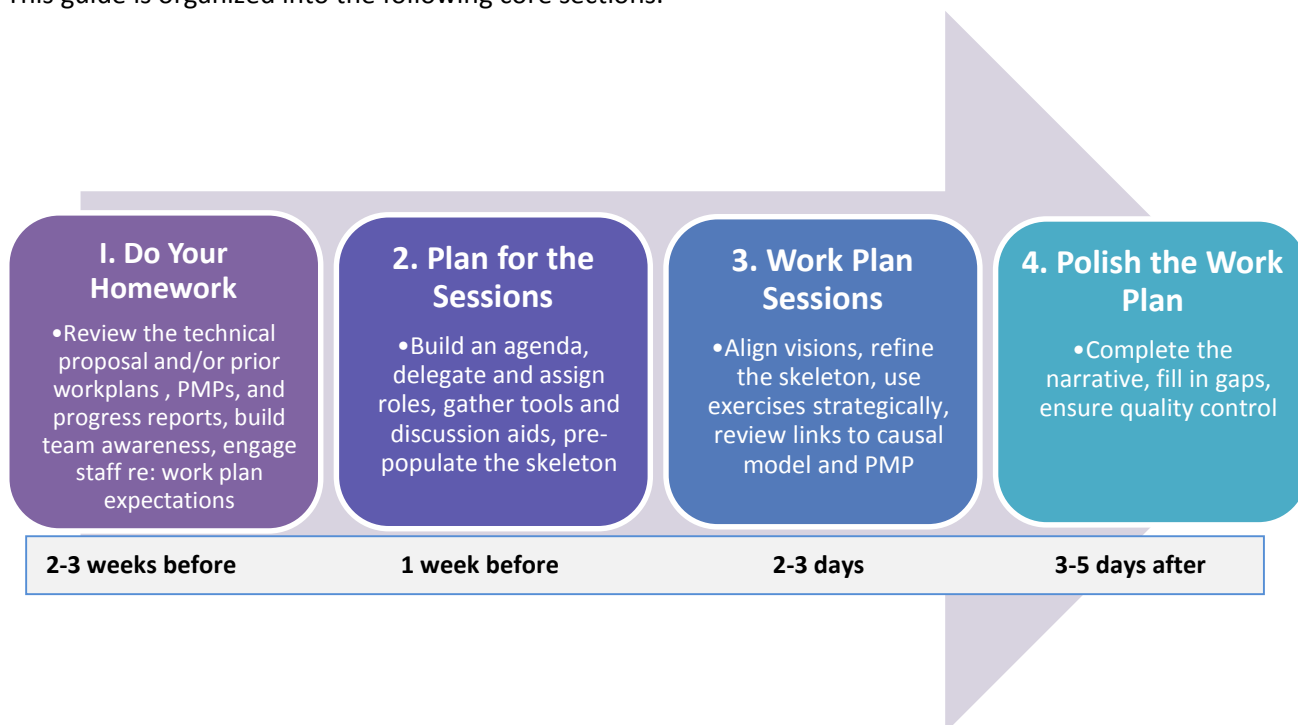 This guide is organized into the following core sections:
I. Do Your
Homework
•Review the technical
proposal and/or prior
workplans , PMPs, and
progress reports, build
team awareness, engage
staff re: work plan
expectations
2. Plan for the
Sessions
•Build an agenda,
delegate and assign
roles, gather tools and
discussion aids, pre-
populate the skeleton
3. Work Plan
Sessions
•Align visions, refine
the skeleton, use
exercises strategically,
review links to causal
model and PMP
4. Polish the Work
Plan
•Complete the
narrative, fill in gaps,
ensure quality control
2-3 weeks before
1 week before
2-3 days
3-5 days after